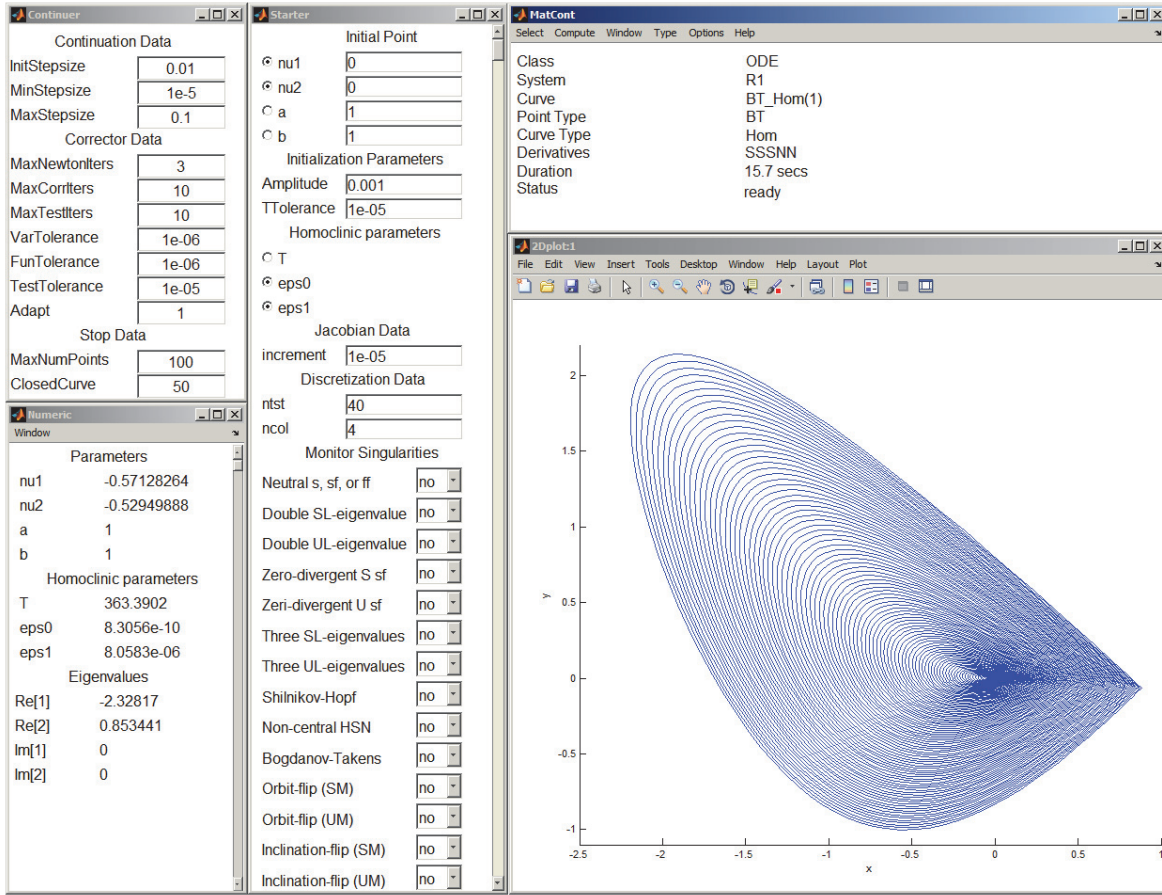 Continuer
Continuation Data
InitStepsize 0.01
MinStepsize 1e-5
MaxStepsize 0.1
Corrector Data
MaxNewtonIters 3
MaxCorrIters 10
MaxTestIters 10
VarTolerance 1e-06
FunTolerance 1e-06
TestTolerance 1e-05
Adapt 1
Stop Data
MaxNumPoints 100
ClosedCurve 50
Numeric
Window
Parameters
nu1 -0.57128264
nu2 -0.52949888
a 1
b 1
Homoclinic parameters
T 363.3902
eps0 8.3056e-10
eps1 8.0583e-06
Eigenvalues
Re[1] -2.32817
Re[2] 0.853441
Im[1] 0
Im[2] 0
Starter
Initial Point
nu1 0
nu2 0
a 1
b 1
Initialization Parameters
Amplitude 0.001
TTolerance 1e-05
Homoclinic parameters
T
eps0
eps1
Jacobian Data
increment 1e-05
Discretization Data
ntst 40
ncol 4
Monitor Singularities
Neutral s, sf, or ff no
Double SL-eigenvalue no
Double UL-eigenvalue no
Zero-divergent S sf no
Zeri-divergent U sf no
Three SL-eigenvalues no
Three UL-eigenvalues no
Shilnikov-Hopf no
Non-central HSN no
Bogdanov-Takens no
Orbit-flip (SM) no
Orbit-flip (UM) no
Inclination-flip (SM) no
Inclination-flip (UM) no
MatCont
Select Compute Window Type Options Help
Class ODE
System R1
Curve BT_Hom(1)
Point Type BT
Curve Type Hom
Derivatives SSSNN
Duration 15.7 secs
Status ready
2Dplot:1
File Edit View Insert Tools Desktop Window Help Layout Plot
2
1.5
1
0.5
0
-0.5
-1
y
-2.5 -2 -1.5 -1 -0.5 0 0.5 1
x